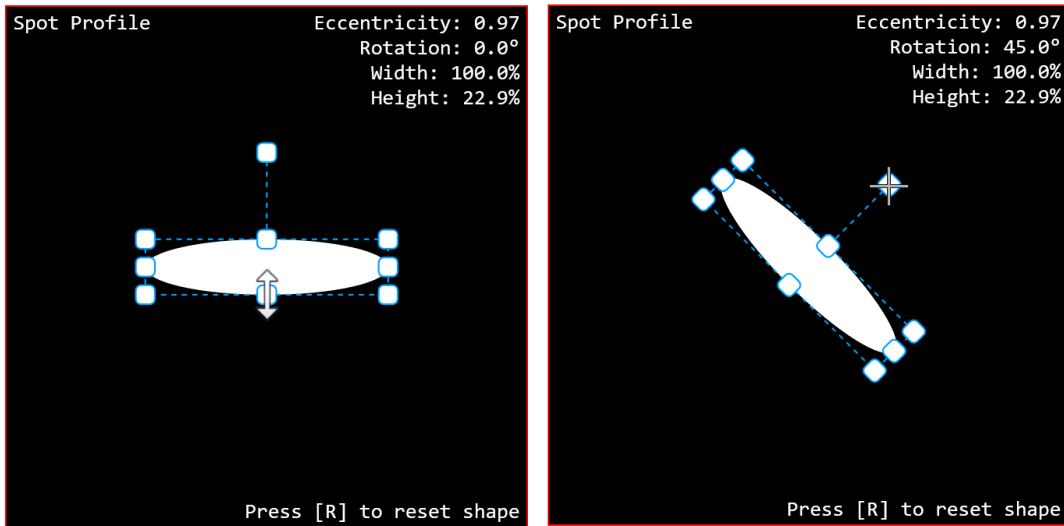 Spot Profile
Eccentricity: 0.97
Rotation: 0.0°
Width: 100.0%
Height: 22.9%
Press [R] to reset shape
Spot Profile
Eccentricity: 0.97
Rotation: 45.0°
Width: 100.0%
Height: 22.9%
Press [R] to reset shape